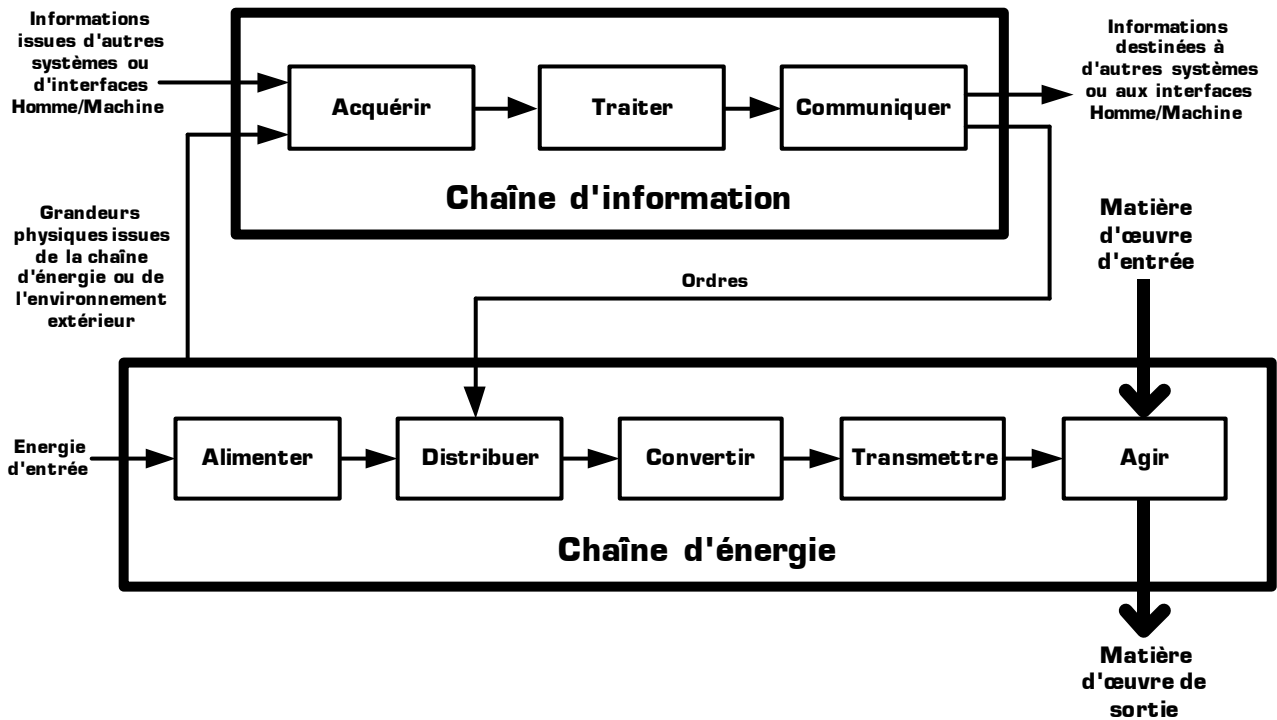 Informations
issues d'autres
systèmes ou
d'interfaces
Homme/Machine
Acquérir
Traiter
Communiquer
Informations
destinées à
d'autres systèmes
ou aux interfaces
Homme/Machine
Chaîne d'information
Grandeurs
physiques issues
de la chaîne
d'énergie ou de
l'environnement
extérieur
Ordres
Matière
d'œuvre
d'entrée
Energie
d'entrée
Alimenter
Distribuer
Convertir
Transmettre
Agir
Chaîne d'énergie
Matière
d'œuvre de
sortie